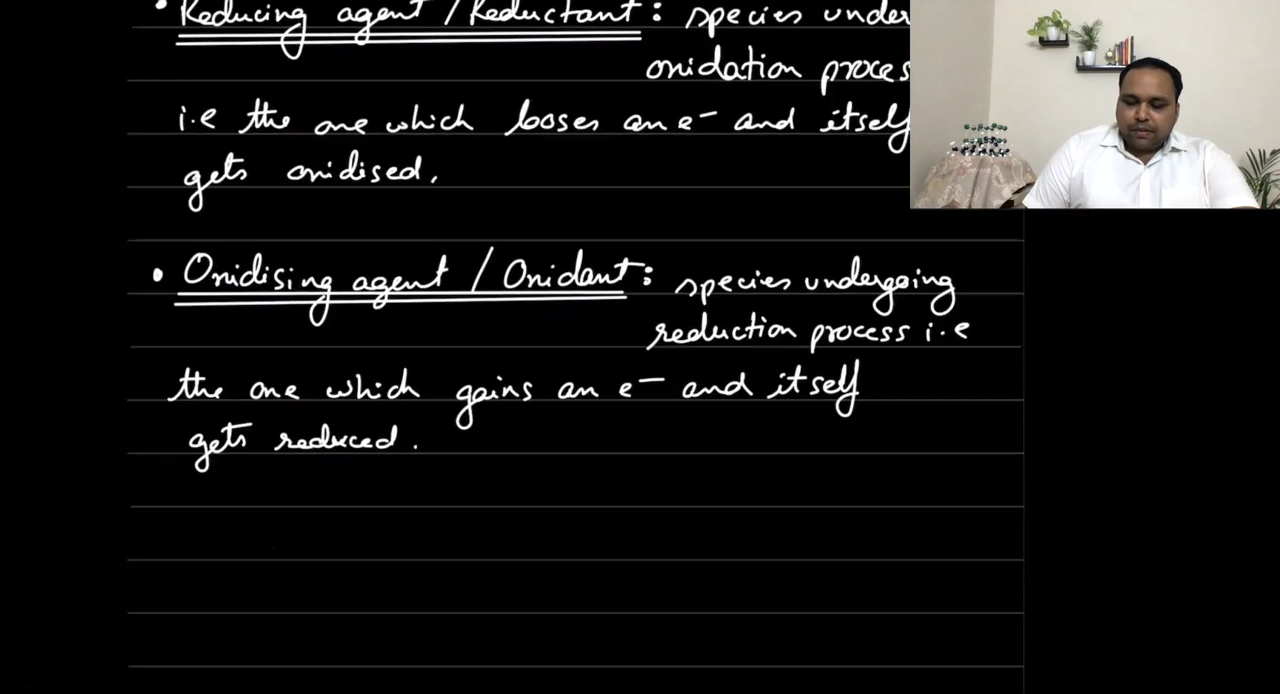 • Reducing agent / Reductant : species under
oxidation proces
i.e the one which looses an e⁻ and itself
gets oxidised.
• Oxidising agent / Oxidant : species undergoing
reduction process i.e
the one which gains an e⁻ and itself
gets reduced.